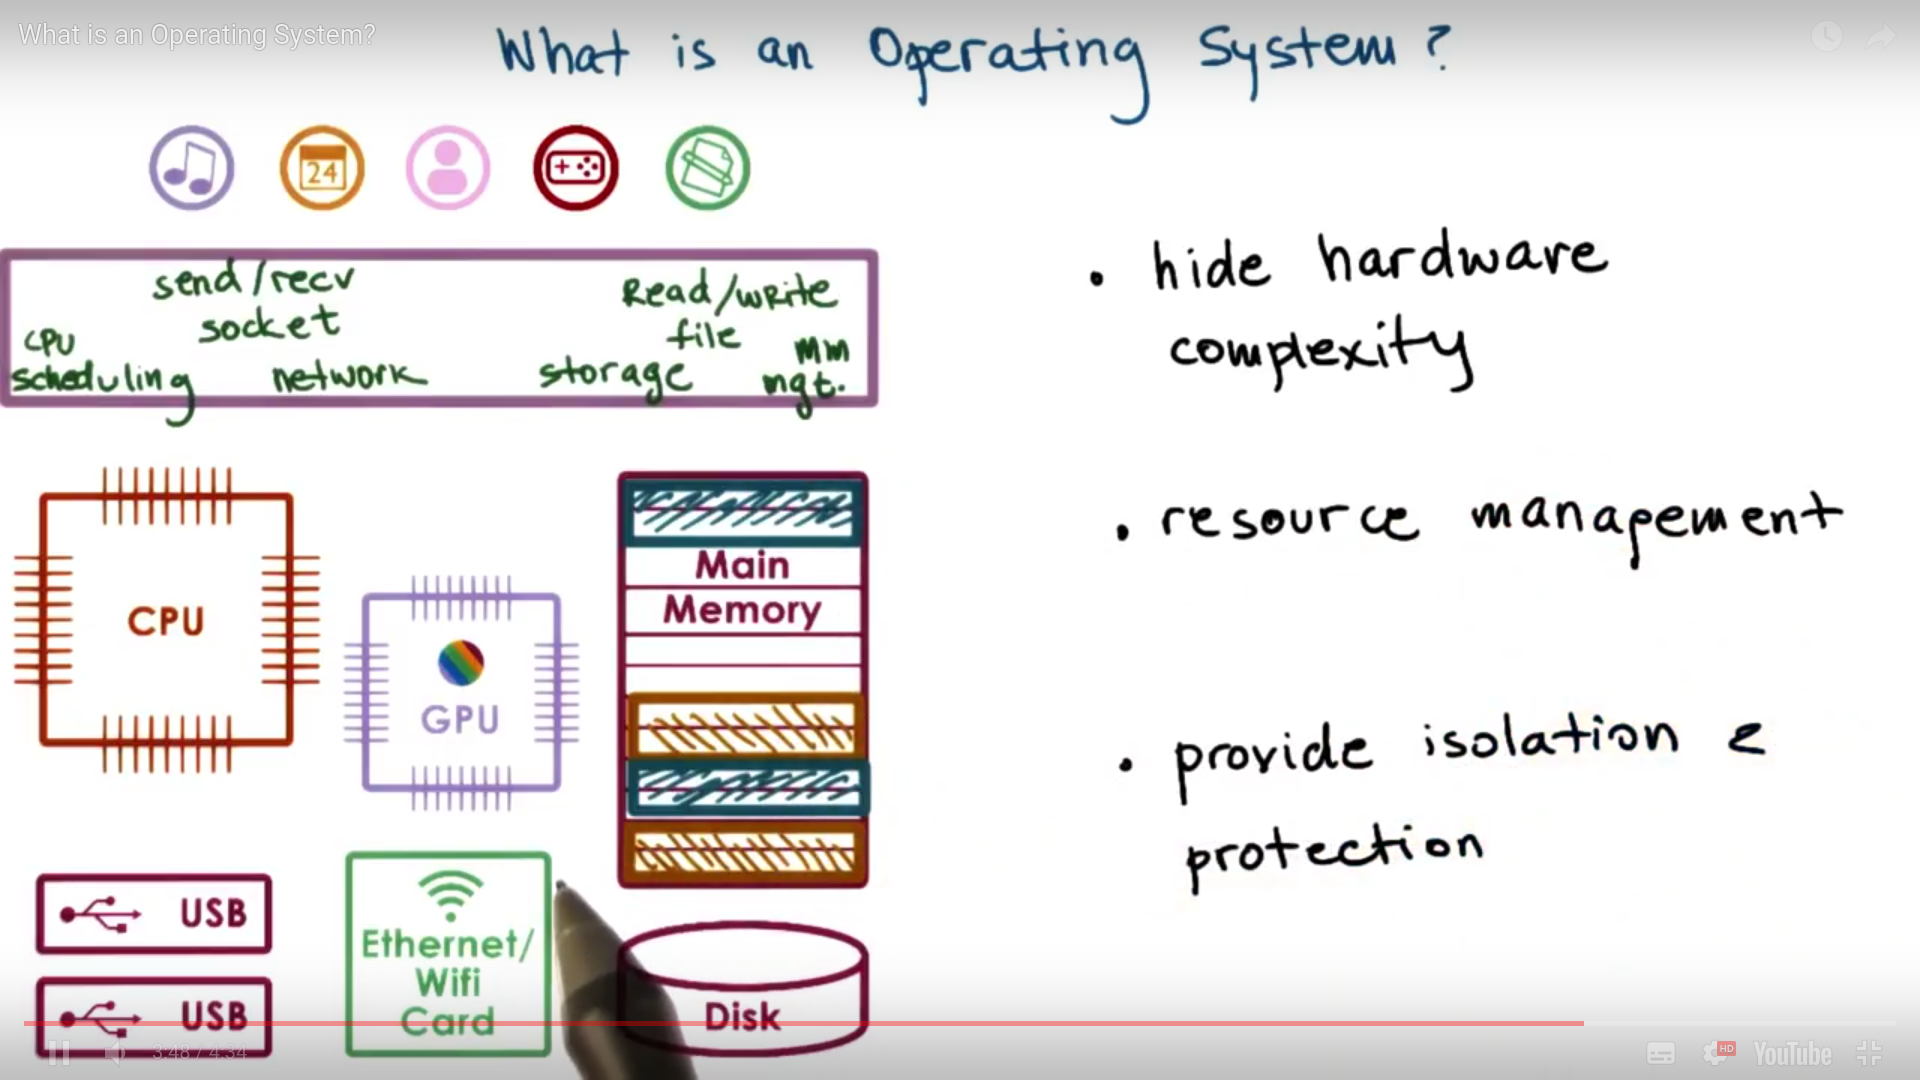 What is an Operating System?
What is an Operating System?
24
send/recv
socket
Read/write
file
CPU
scheduling
network
storage
mm
mgt.
• hide hardware
complexity
• resource management
• provide isolation &
protection
CPU
GPU
Main
Memory
USB
USB
Ethernet/
Wifi
Card
Disk
3:48 / 4:34
HD
YouTube